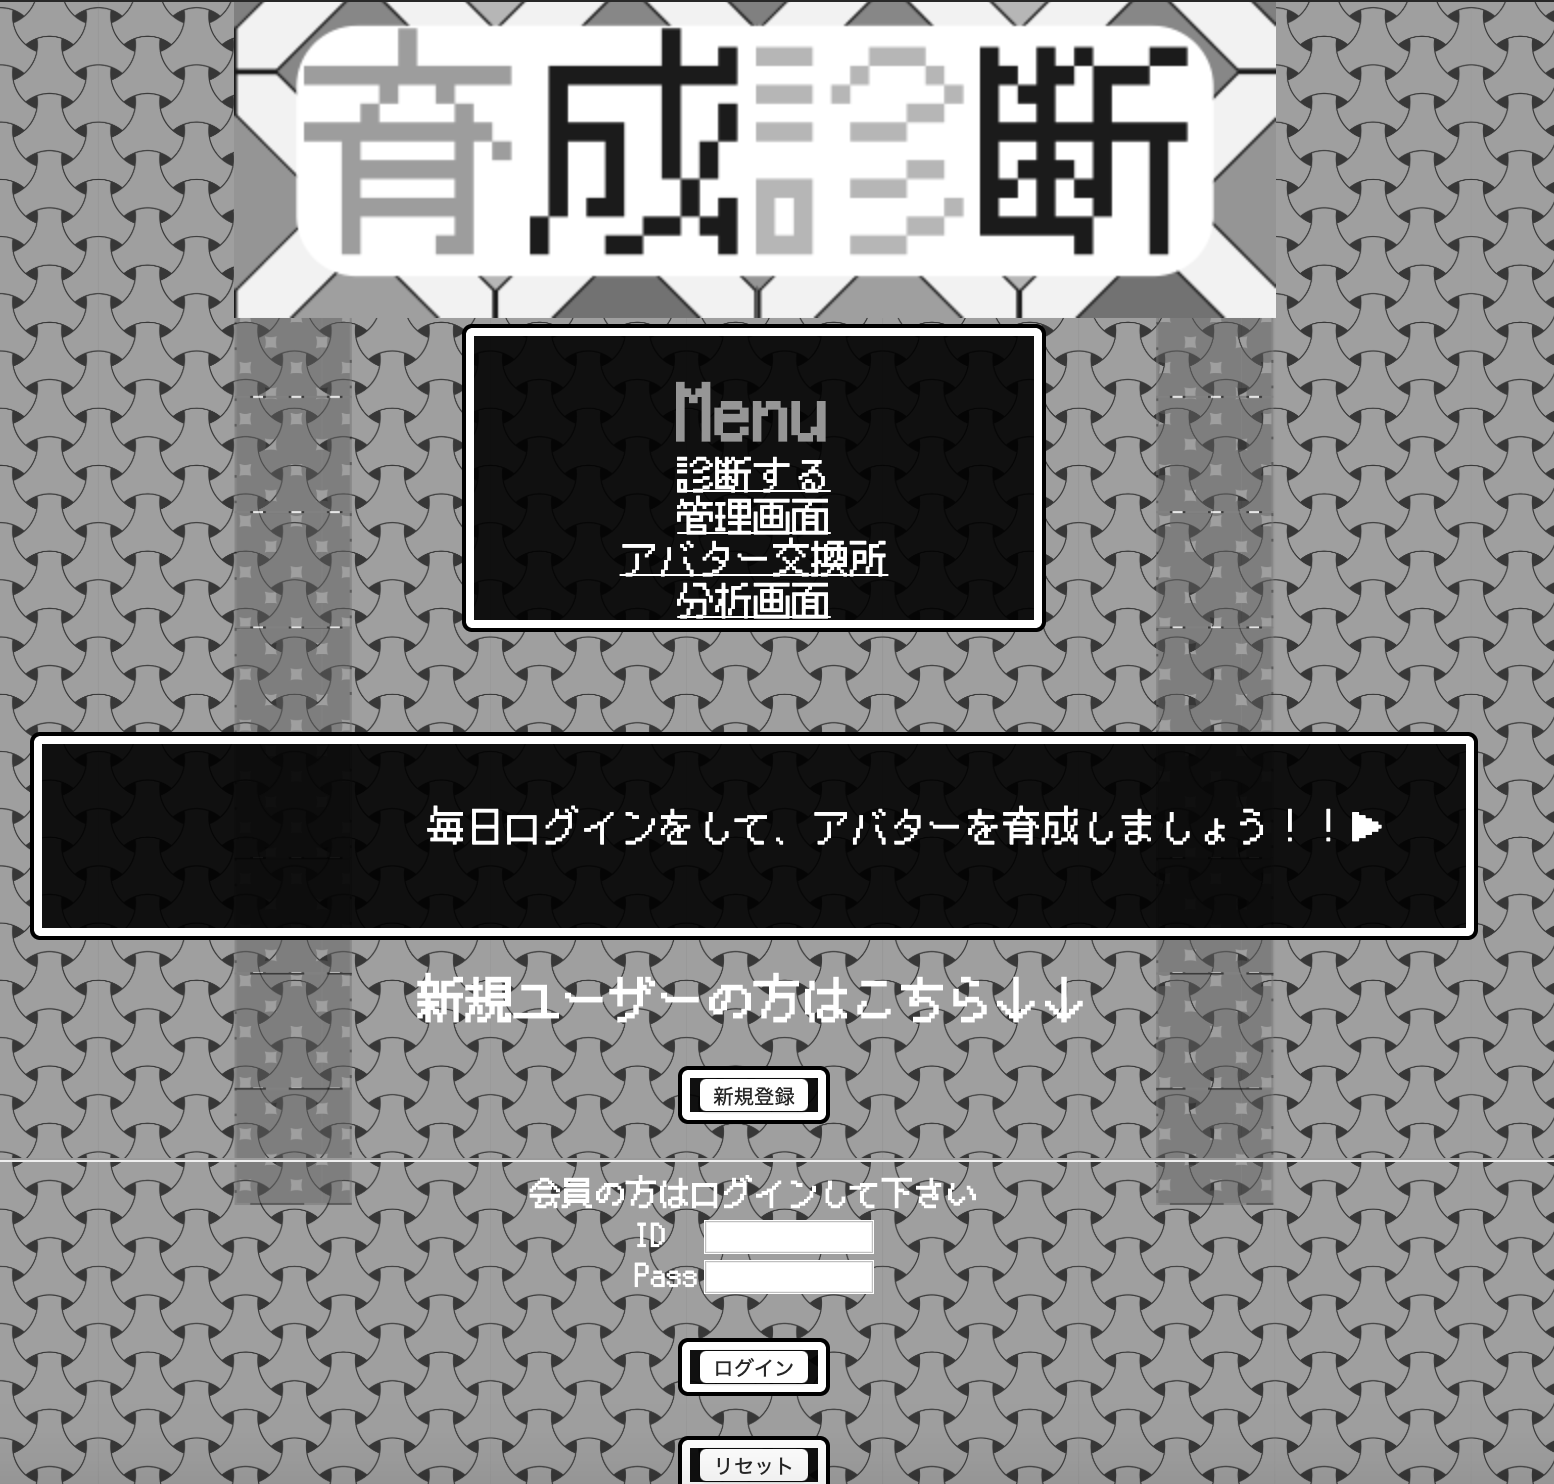 育成診断
Menu
診断する
管理画面
アバター交換所
分析画面
毎日ログインをして、アバターを育成しましょう！！▶
新規ユーザーの方はこちら↓↓
新規登録
会員の方はログインして下さい
ID
Pass
ログイン
リセット